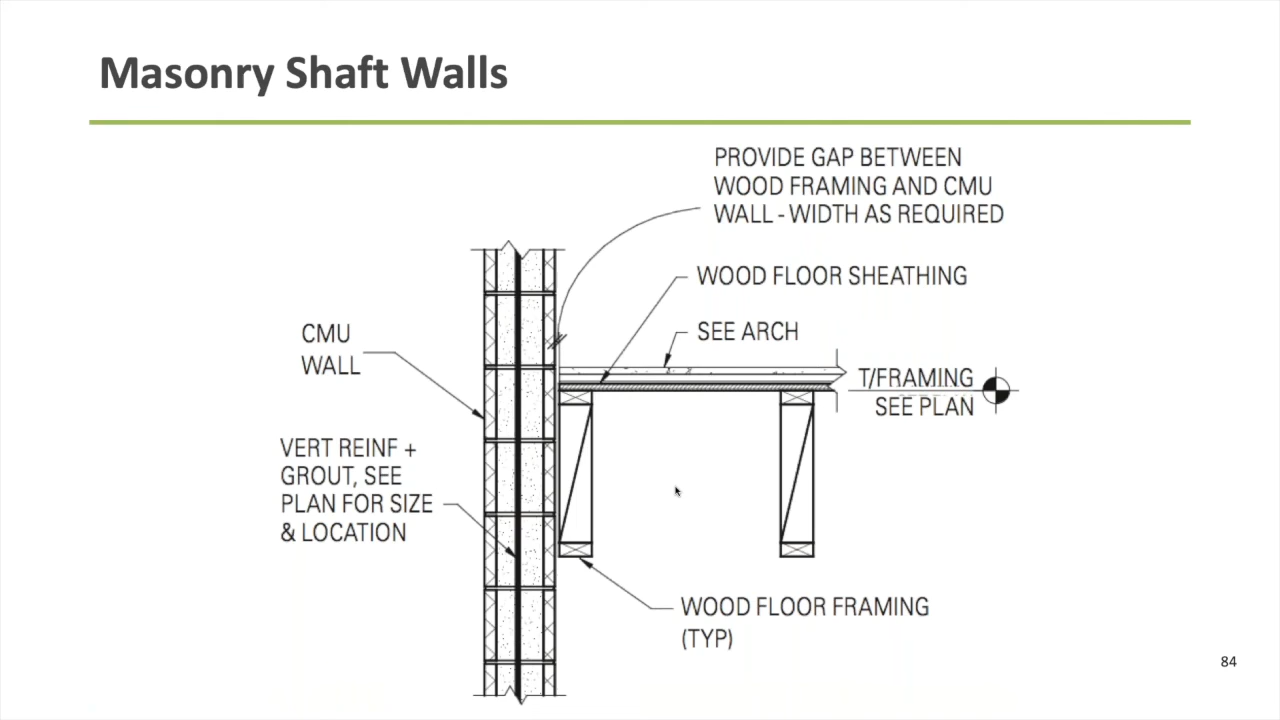 Masonry Shaft Walls
PROVIDE GAP BETWEEN
WOOD FRAMING AND CMU
WALL - WIDTH AS REQUIRED
WOOD FLOOR SHEATHING
SEE ARCH
CMU
WALL
T/FRAMING
SEE PLAN
VERT REINF +
GROUT, SEE
PLAN FOR SIZE
& LOCATION
WOOD FLOOR FRAMING
(TYP)
84